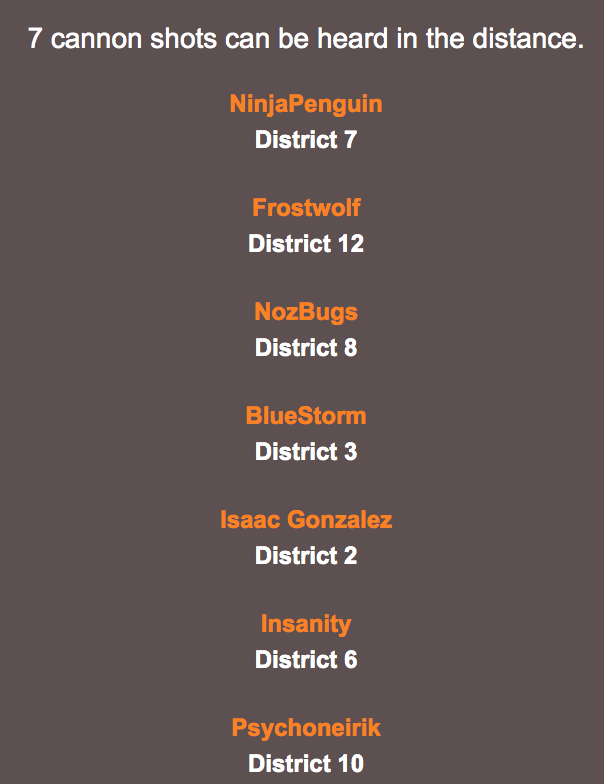 7 cannon shots can be heard in the distance.
NinjaPenguin
District 7
Frostwolf
District 12
NozBugs
District 8
BlueStorm
District 3
Isaac Gonzalez
District 2
Insanity
District 6
Psychoneirik
District 10